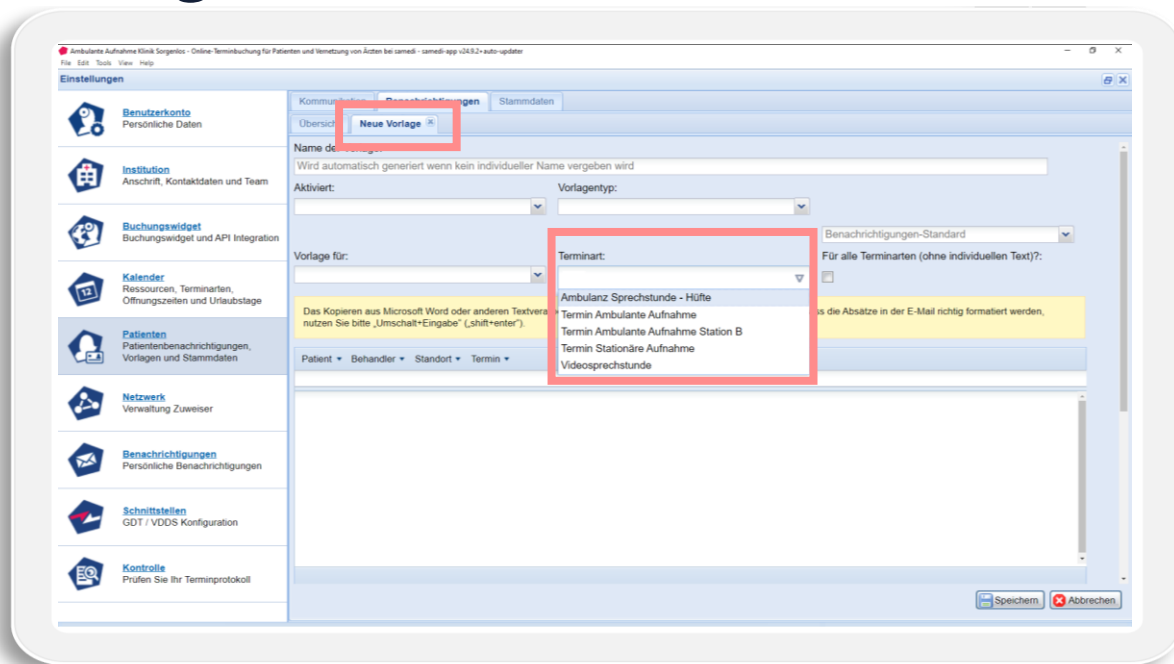 Ambulante Aufnahme Klinik Sorgenlos - Online-Terminbuchung für Patienten und Vernetzung von Ärzten bei samedi - samedi-app v24.9.2+auto-updater
File Edit Tools View Help
Einstellungen
Benutzerkonto
Persönliche Daten
Institution
Anschrift, Kontaktdaten und Team
Buchungswidget
Buchungswidget und API Integration
Kalender
Ressourcen, Terminarten,
Öffnungszeiten und Urlaubstage
Patienten
Patientenbenachrichtigungen,
Vorlagen und Stammdaten
Netzwerk
Verwaltung Zuweiser
Benachrichtigungen
Persönliche Benachrichtigungen
Schnittstellen
GDT / VDDS Konfiguration
Kontrolle
Prüfen Sie Ihr Terminprotokoll
Stammdaten
Neue Vorlage
Name der
Wird automatisch generiert wenn kein individueller Name vergeben wird
Aktiviert: Vorlagentyp:
Benachrichtigungen-Standard
Vorlage für: Terminart: Für alle Terminarten (ohne individuellen Text)?:
Ambulanz Sprechstunde - Hüfte
Termin Ambulante Aufnahme
Termin Ambulante Aufnahme Station B
Termin Stationäre Aufnahme
Videosprechstunde
Das Kopieren aus Microsoft Word oder anderen die Absätze in der E-Mail richtig formatiert werden,
nutzen Sie bitte „Umschalt+Eingabe" („shift+enter").
Patient Behandler Standort Termin
Speichern Abbrechen